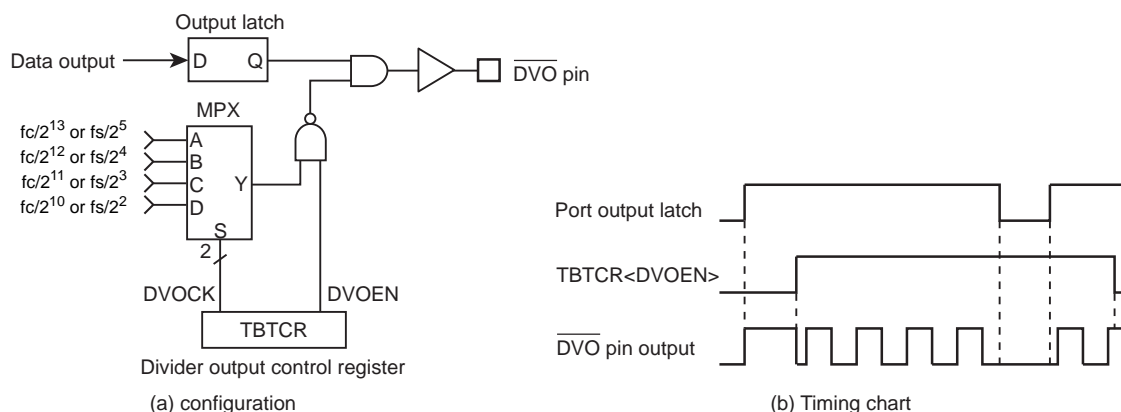 Output latch
Data output
D
Q
DVO pin
MPX
fc/2^13 or fs/2^5
fc/2^12 or fs/2^4
fc/2^11 or fs/2^3
fc/2^10 or fs/2^2
A
B
C
D
Y
S
2
DVOCK
DVOEN
TBTCR
Divider output control register
(a) configuration
Port output latch
TBTCR<DVOEN>
DVO pin output
(b) Timing chart